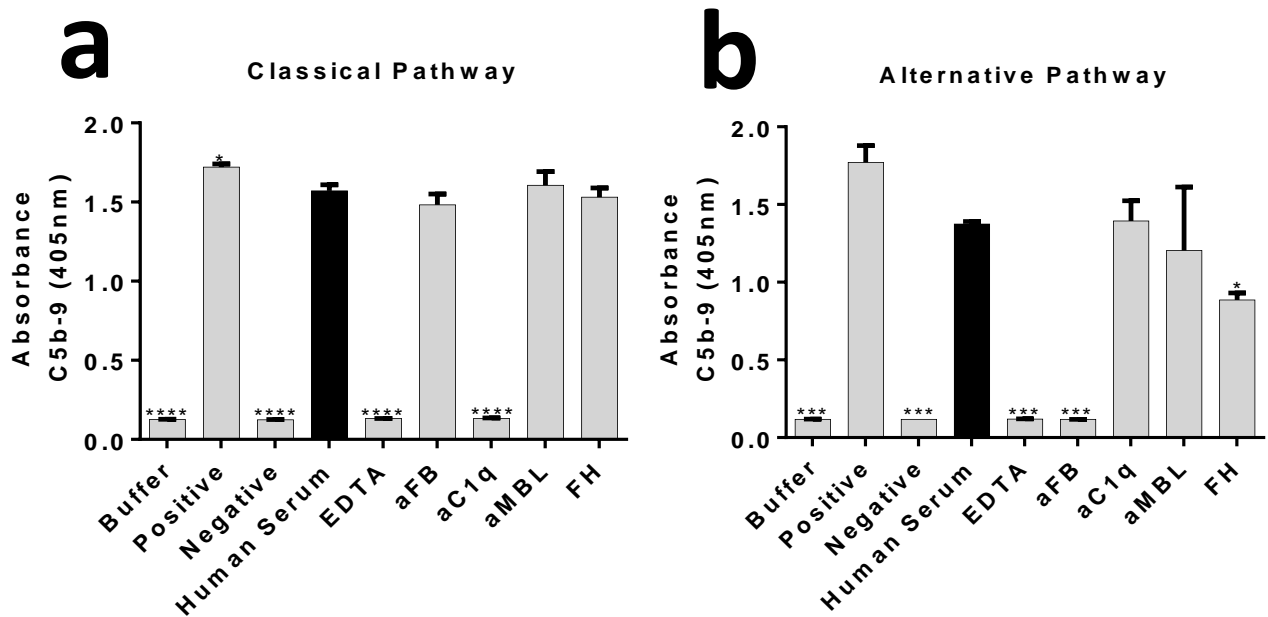 a
Classical Pathway
Absorbance
C5b-9 (405nm)
2.0
1.5
1.0
0.5
0.0
****
*
****
****
****
Buffer
Positive
Negative
Human Serum
EDTA
aFB
aC1q
aMBL
FH
b
Alternative Pathway
Absorbance
C5b-9 (405nm)
2.0
1.5
1.0
0.5
0.0
***
***
***
***
*
Buffer
Positive
Negative
Human Serum
EDTA
aFB
aC1q
aMBL
FH